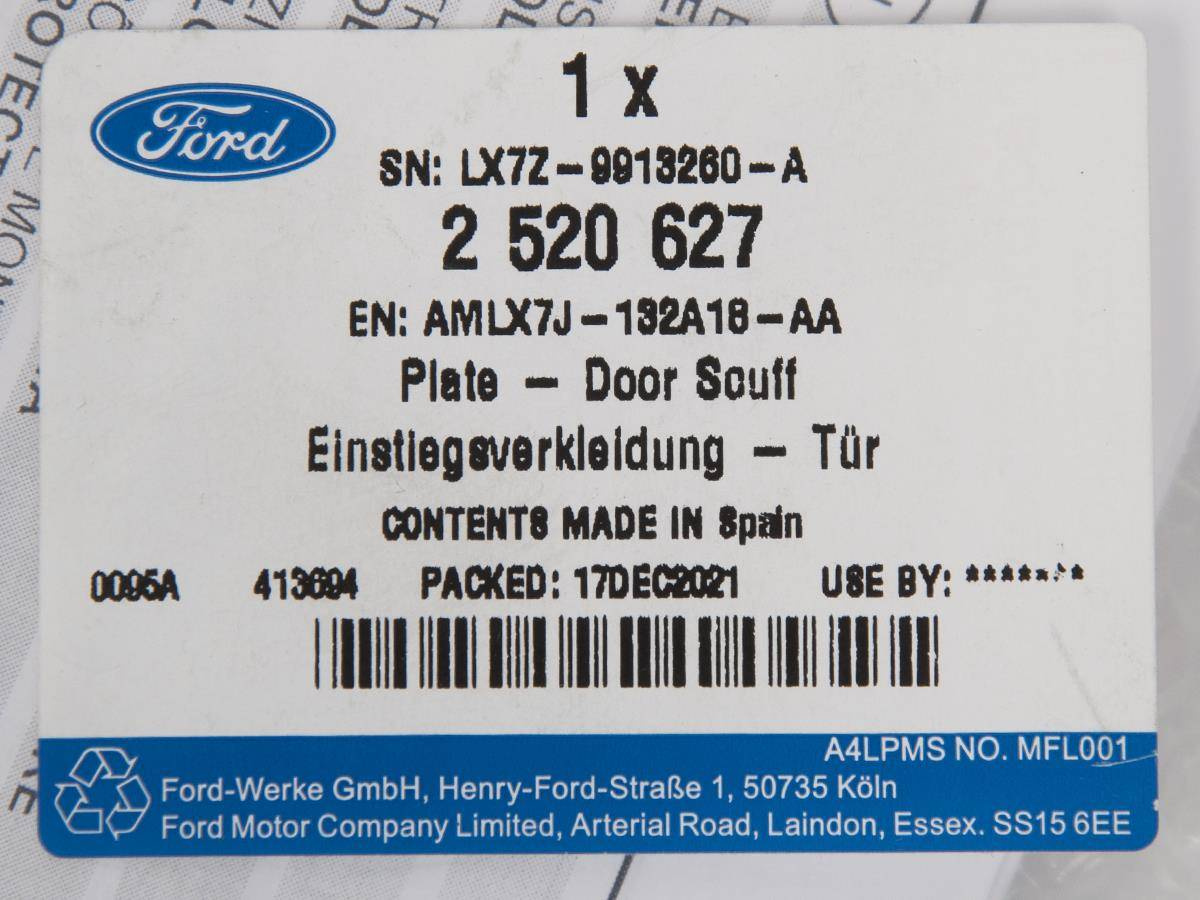 Ford
1 x
SN: LX7Z-9913260-A
2 520 627
EN: AMLX7J-132A18-AA
Plate - Door Scuff
Einstiegsverkleidung - Tür
CONTENTS MADE IN Spain
0095A 413694 PACKED: 17DEC2021 USE BY: *******
A4LPMS NO. MFL001
Ford-Werke GmbH, Henry-Ford-Straße 1, 50735 Köln
Ford Motor Company Limited, Arterial Road, Laindon, Essex. SS15 6EE